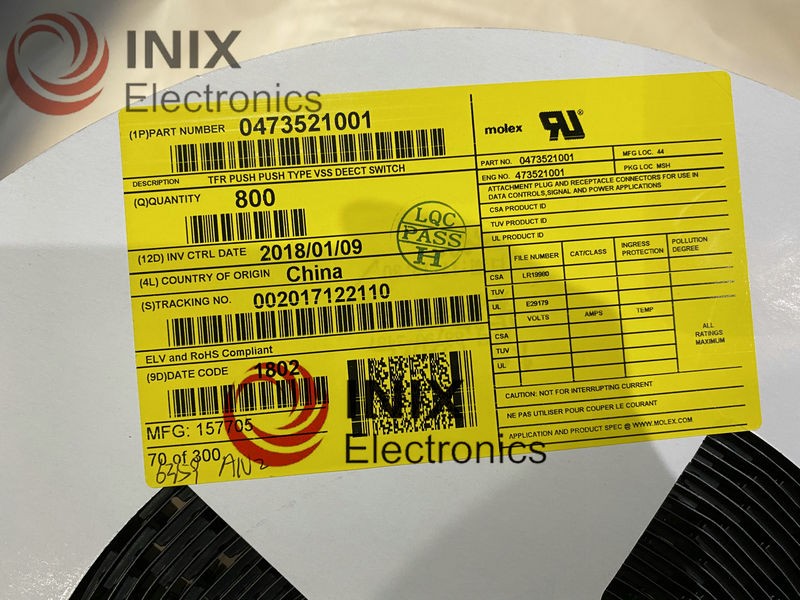 INIX
Electronics
(1P)PART NUMBER 0473521001
DESCRIPTION TFR PUSH PUSH TYPE VSS DEECT SWITCH
(Q)QUANTITY 800
(12D) INV CTRL DATE 2018/01/09
(4L) COUNTRY OF ORIGIN China
(S)TRACKING NO. 002017122110
ELV and RoHS Compliant
(9D)DATE CODE 1802
MFG: 157705
70 of 300
LQC
PASS
H
molex
PART NO. 0473521001 MFG LOC. 44
ENG NO. 473521001 PKG LOC. MSH
ATTACHMENT PLUG AND RECEPTACLE CONNECTORS FOR USE IN
DATA CONTROLS,SIGNAL AND POWER APPLICATIONS
CSA PRODUCT ID
TUV PRODUCT ID
UL PRODUCT ID
FILE NUMBER CAT/CLASS INGRESS PROTECTION POLLUTION DEGREE
CSA LR19980
TUV
UL E29179
VOLTS AMPS TEMP
CSA
TUV
UL
ALL
RATINGS
MAXIMUM
CAUTION: NOT FOR INTERRUPTING CURRENT
NE PAS UTILISER POUR COUPER LE COURANT
APPLICATION AND PRODUCT SPEC @ WWW.MOLEX.COM
INIX
Electronics